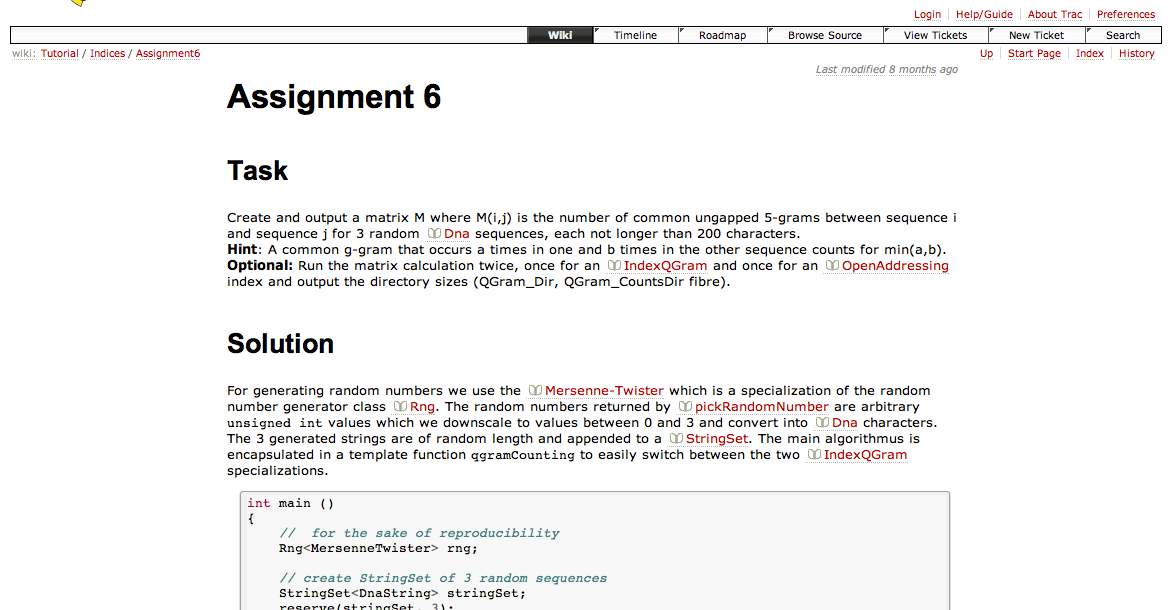 Login Help/Guide About Trac Preferences
Wiki Timeline Roadmap Browse Source View Tickets New Ticket Search
wiki: Tutorial / Indices / Assignment6 Up Start Page Index History
Last modified 8 months ago
Assignment 6
Task
Create and output a matrix M where M(i,j) is the number of common ungapped 5-grams between sequence i
and sequence j for 3 random Dna sequences, each not longer than 200 characters.
Hint: A common g-gram that occurs a times in one and b times in the other sequence counts for min(a,b).
Optional: Run the matrix calculation twice, once for an IndexQGram and once for an OpenAddressing
index and output the directory sizes (QGram_Dir, QGram_CountsDir fibre).
Solution
For generating random numbers we use the Mersenne-Twister which is a specialization of the random
number generator class Rng. The random numbers returned by pickRandomNumber are arbitrary
unsigned int values which we downscale to values between 0 and 3 and convert into Dna characters.
The 3 generated strings are of random length and appended to a StringSet. The main algorithmus is
encapsulated in a template function qgramCounting to easily switch between the two IndexQGram
specializations.
int main ()
{
// for the sake of reproducibility
Rng<MersenneTwister> rng;
// create StringSet of 3 random sequences
StringSet<DnaString> stringSet;
reserve(stringSet, 3);